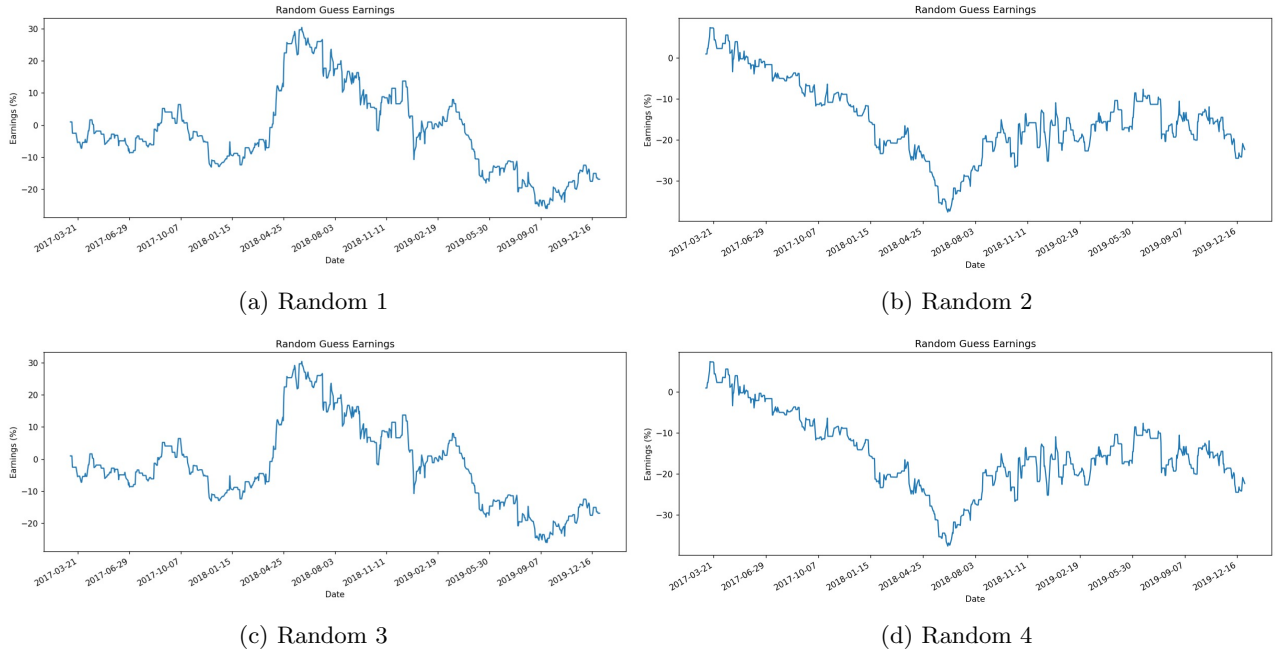 Random Guess Earnings
Earnings (%)
30
20
10
0
−10
−20
2017-03-21 2017-06-29 2017-10-07 2018-01-15 2018-04-25 2018-08-03 2018-11-11 2019-02-19 2019-05-30 2019-09-07 2019-12-16
Date
(a) Random 1
Random Guess Earnings
Earnings (%)
0
−10
−20
−30
2017-03-21 2017-06-29 2017-10-07 2018-01-15 2018-04-25 2018-08-03 2018-11-11 2019-02-19 2019-05-30 2019-09-07 2019-12-16
Date
(b) Random 2
Random Guess Earnings
Earnings (%)
30
20
10
0
−10
−20
2017-03-21 2017-06-29 2017-10-07 2018-01-15 2018-04-25 2018-08-03 2018-11-11 2019-02-19 2019-05-30 2019-09-07 2019-12-16
Date
(c) Random 3
Random Guess Earnings
Earnings (%)
0
−10
−20
−30
2017-03-21 2017-06-29 2017-10-07 2018-01-15 2018-04-25 2018-08-03 2018-11-11 2019-02-19 2019-05-30 2019-09-07 2019-12-16
Date
(d) Random 4